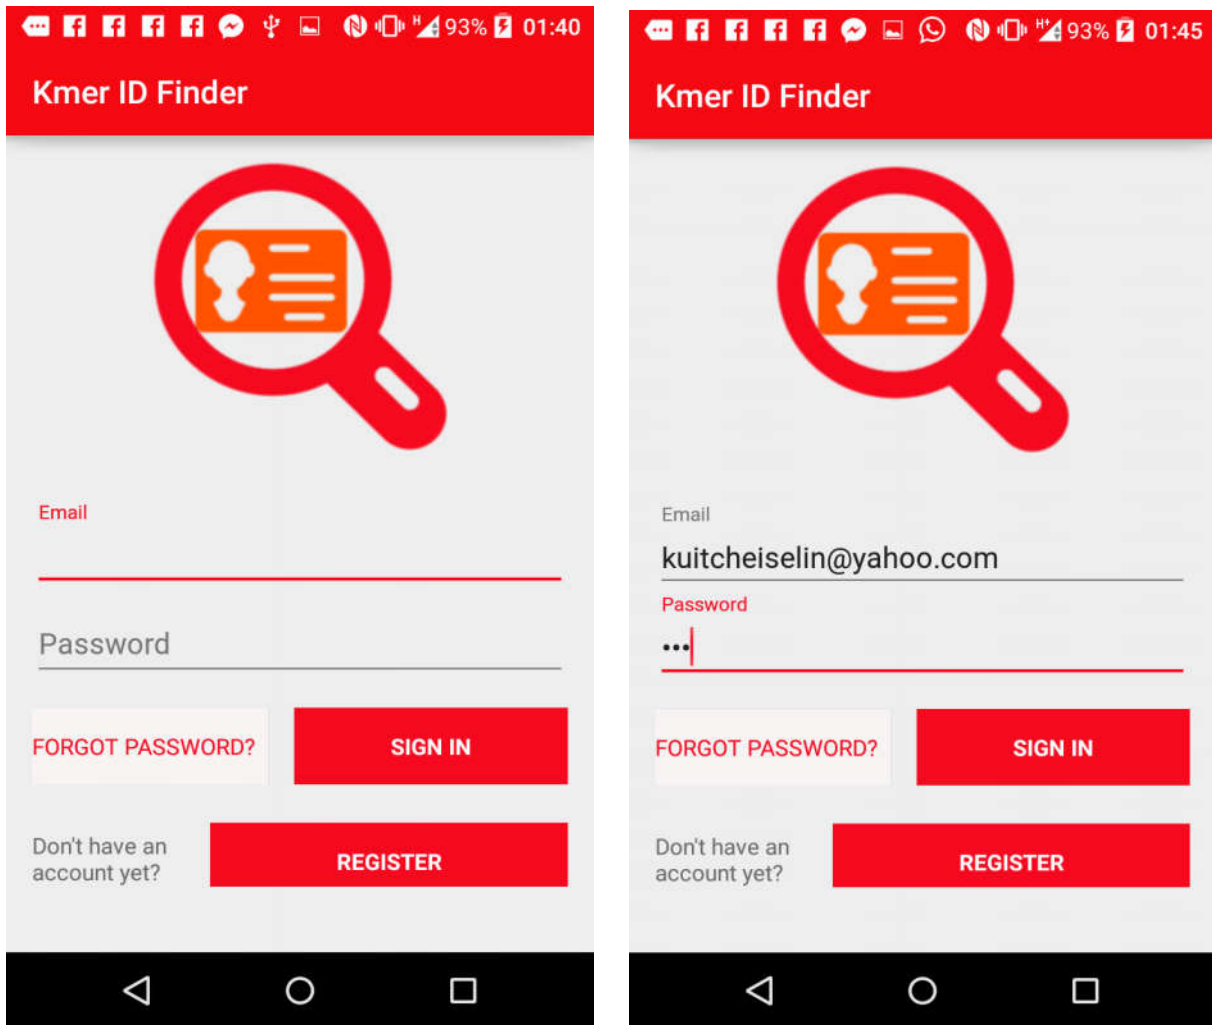 H 93% 01:40
Kmer ID Finder
Email
Password
FORGOT PASSWORD?
SIGN IN
Don't have an
account yet?
REGISTER
H+ 93% 01:45
Kmer ID Finder
Email
kuitcheiselin@yahoo.com
Password
•••
FORGOT PASSWORD?
SIGN IN
Don't have an
account yet?
REGISTER